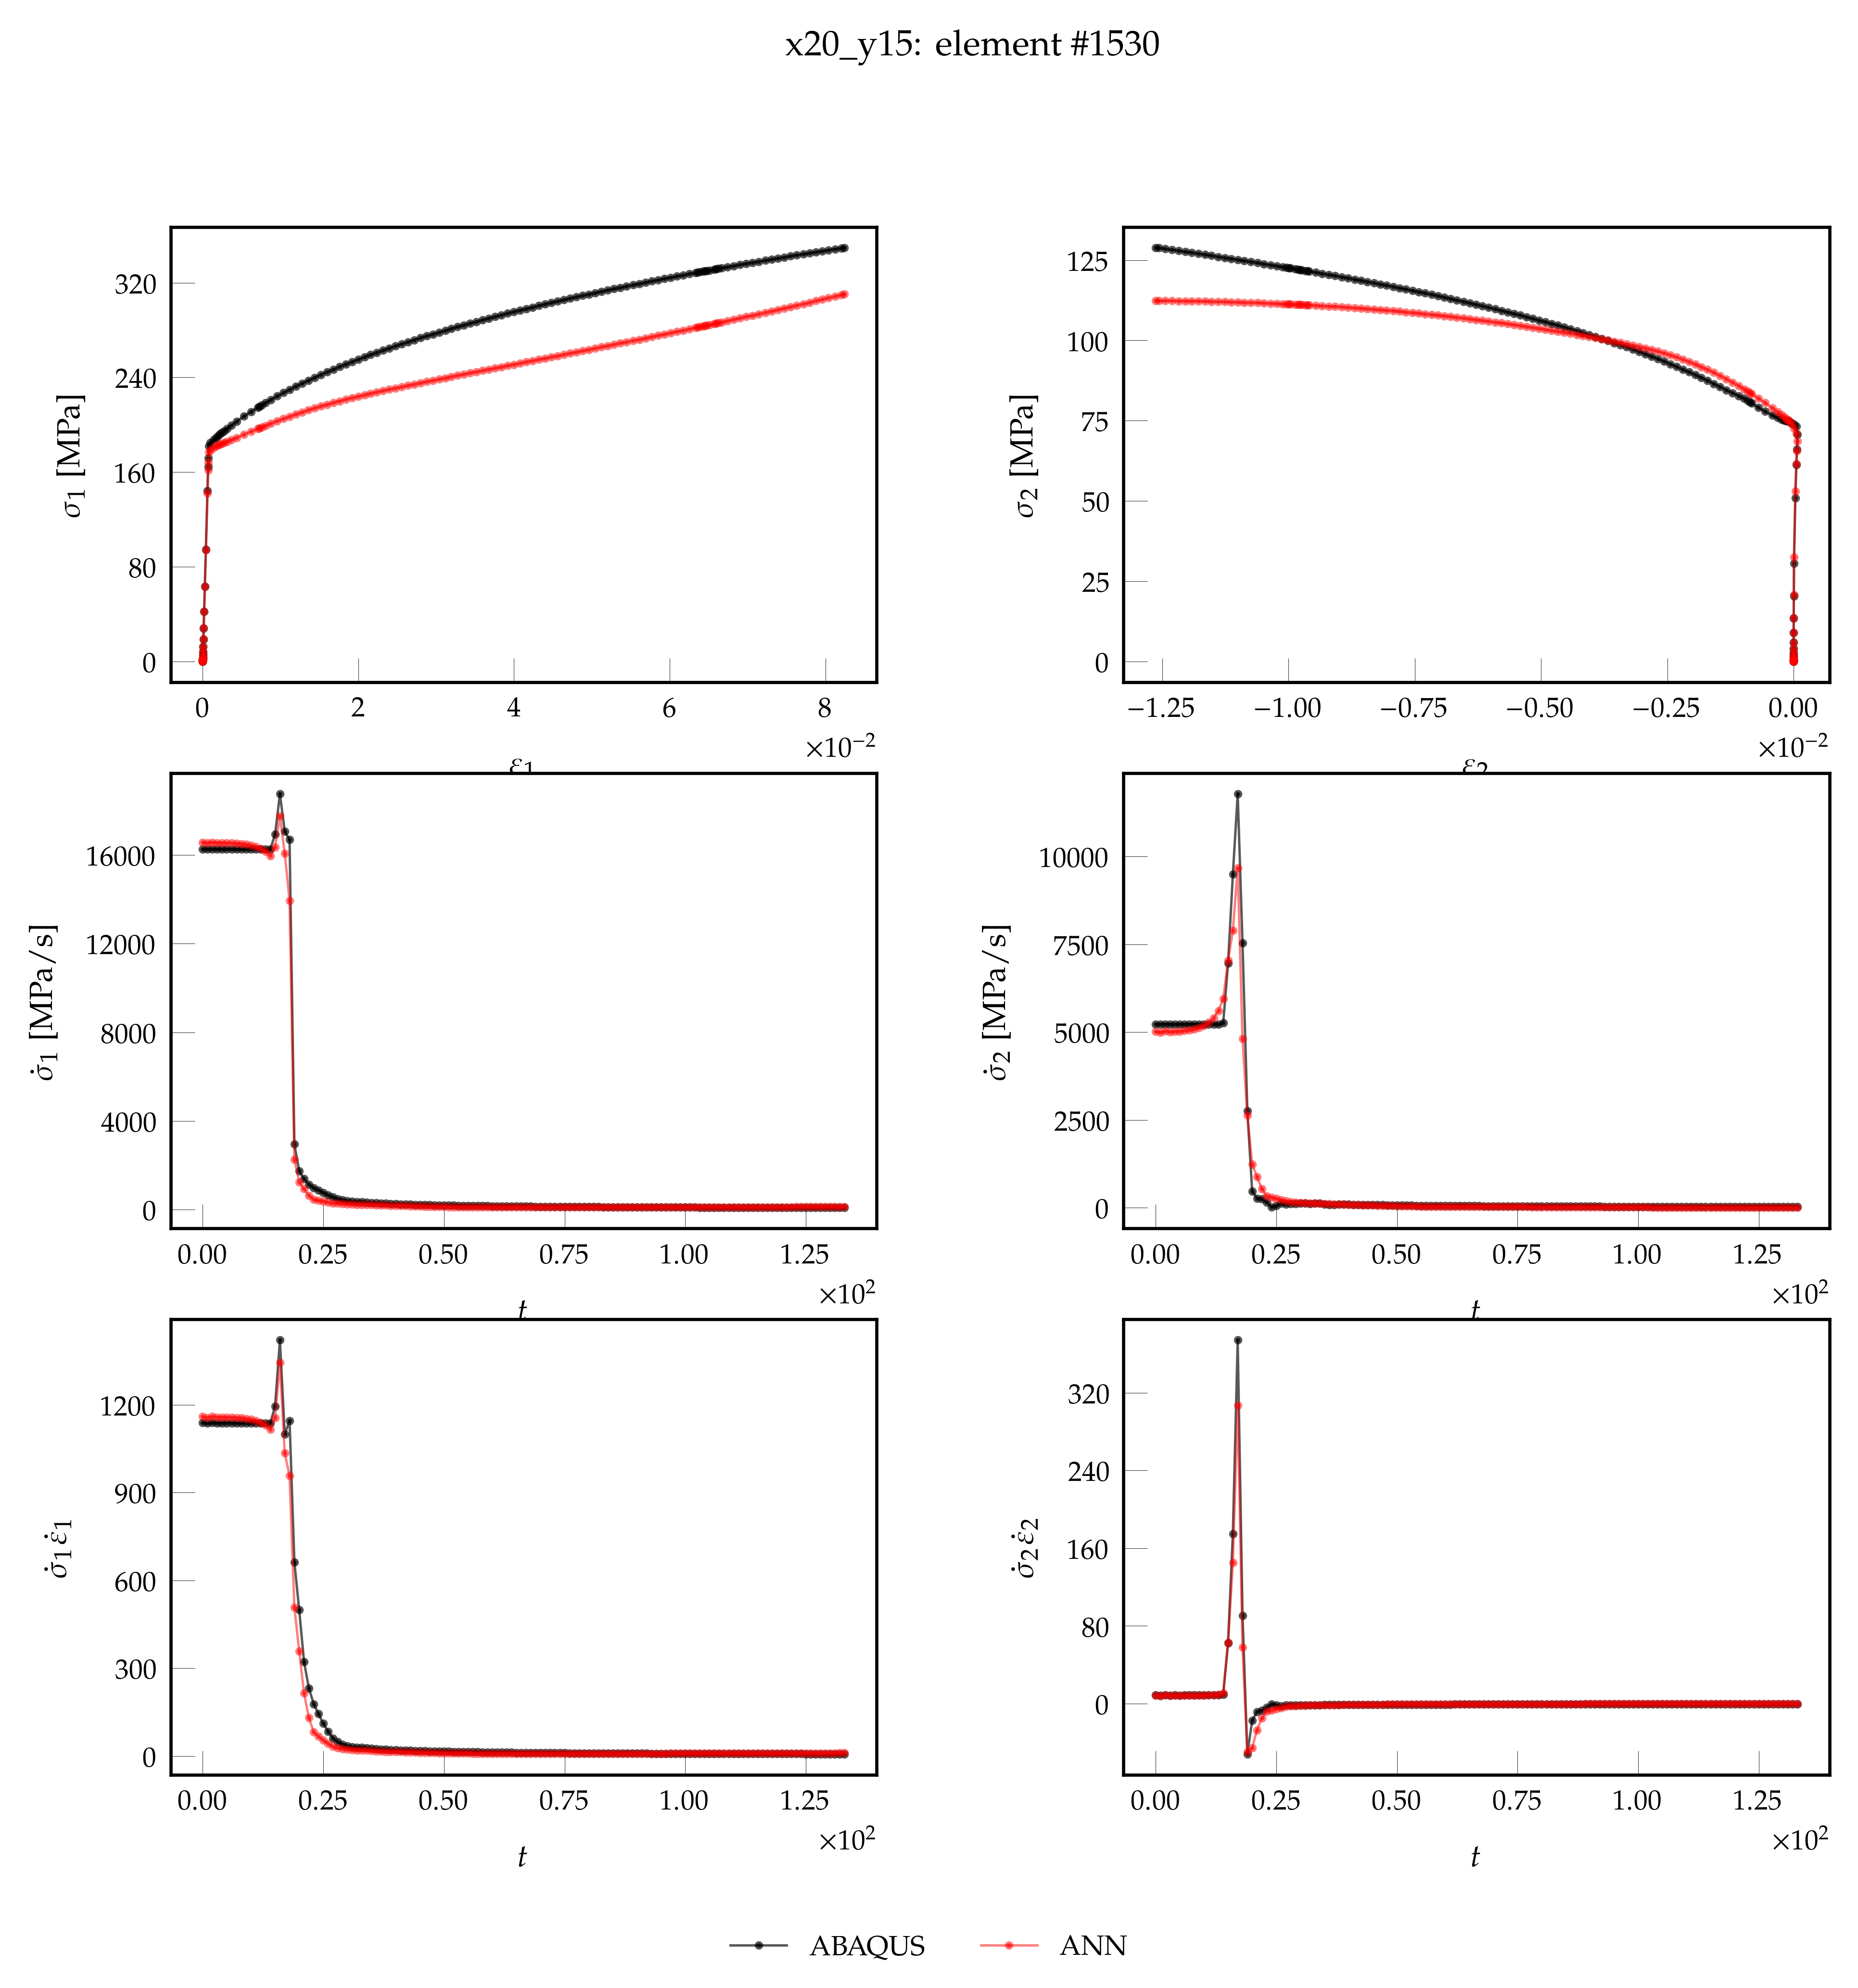 x20_y15: element #1530
σ1 [MPa]
320
240
160
80
0
0 2 4 6 8
×10−2
ε1
σ2 [MPa]
125
100
75
50
25
0
−1.25 −1.00 −0.75 −0.50 −0.25 0.00
×10−2
ε2
σ̇1 [MPa/s]
16000
12000
8000
4000
0
0.00 0.25 0.50 0.75 1.00 1.25
×102
t
σ̇2 [MPa/s]
10000
7500
5000
2500
0
0.00 0.25 0.50 0.75 1.00 1.25
×102
t
σ̇1ε̇1
1200
900
600
300
0
0.00 0.25 0.50 0.75 1.00 1.25
×102
t
σ̇2ε̇2
320
240
160
80
0
0.00 0.25 0.50 0.75 1.00 1.25
×102
t
ABAQUS
ANN